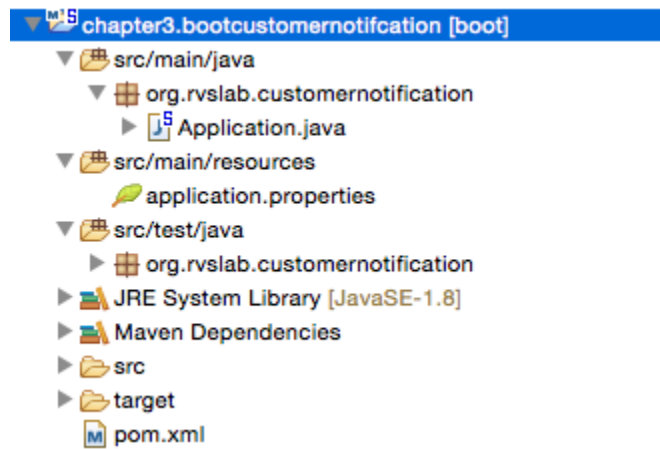 chapter3.bootcustomernotifcation [boot]
src/main/java
org.rvslab.customernotification
Application.java
src/main/resources
application.properties
src/test/java
org.rvslab.customernotification
JRE System Library [JavaSE-1.8]
Maven Dependencies
src
target
pom.xml